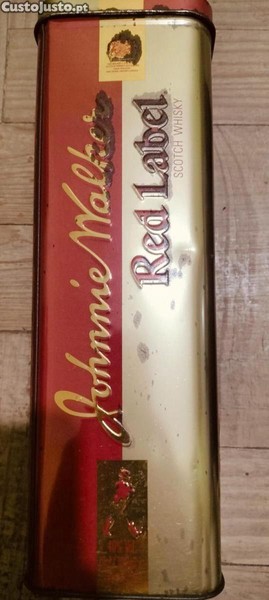 CustoJusto.pt
Johnnie Walker
Red Label
SCOTCH WHISKY